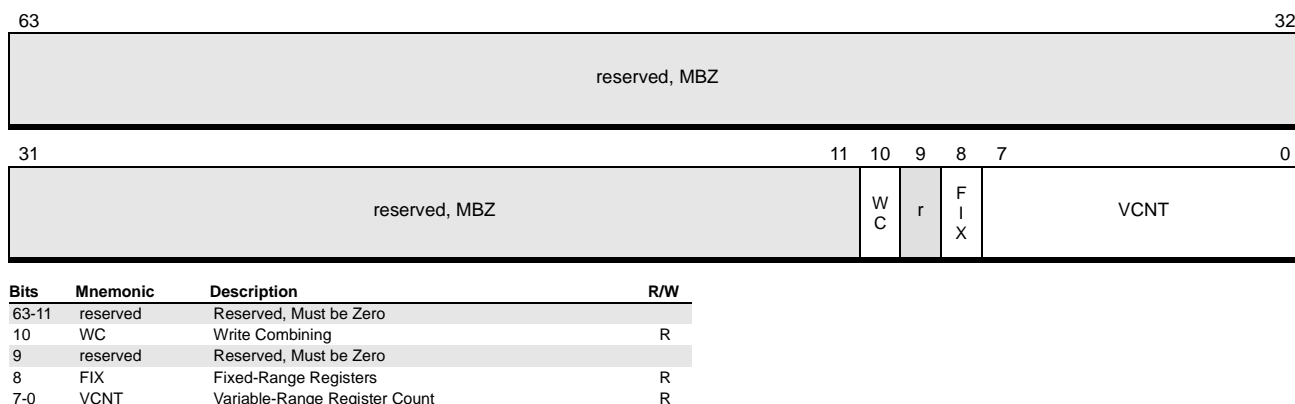 63 32
reserved, MBZ
31 11 10 9 8 7 0
reserved, MBZ
W
C
r
F
I
X
VCNT
Bits Mnemonic Description R/W
63-11 reserved Reserved, Must be Zero
10 WC Write Combining R
9 reserved Reserved, Must be Zero
8 FIX Fixed-Range Registers R
7-0 VCNT Variable-Range Register Count R